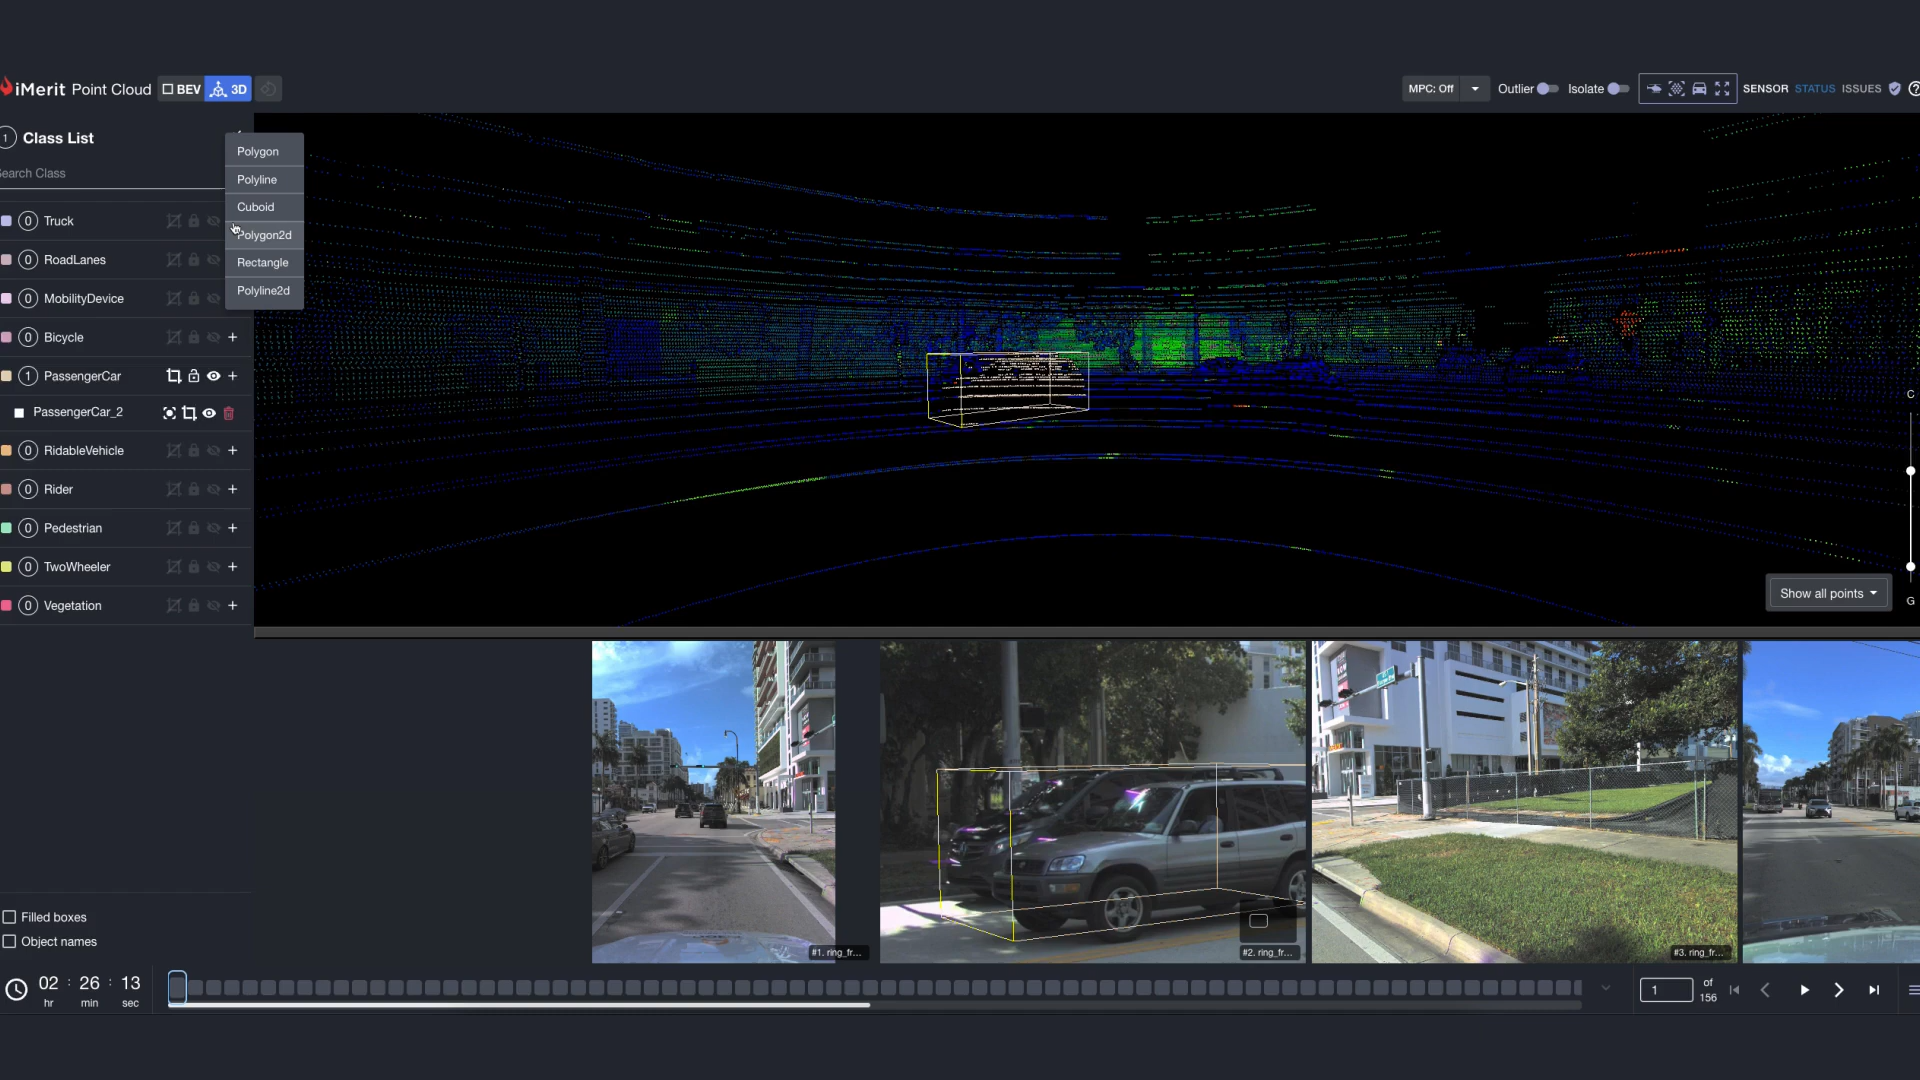 iMerit Point Cloud BEV 3D MPC: Off Outlier Isolate SENSOR STATUS ISSUES
1 Class List
earch Class
Polygon
Polyline
Cuboid
Polygon2d
Rectangle
Polyline2d
0 Truck
0 RoadLanes
0 MobilityDevice
0 Bicycle
1 PassengerCar
PassengerCar_2
0 RidableVehicle
0 Rider
0 Pedestrian
0 TwoWheeler
0 Vegetation
C
Show all points
G
#1. ring_fr...
#2. ring_fr...
#3. ring_fr...
Filled boxes
Object names
02 : 26 : 13
hr min sec
1 of 156